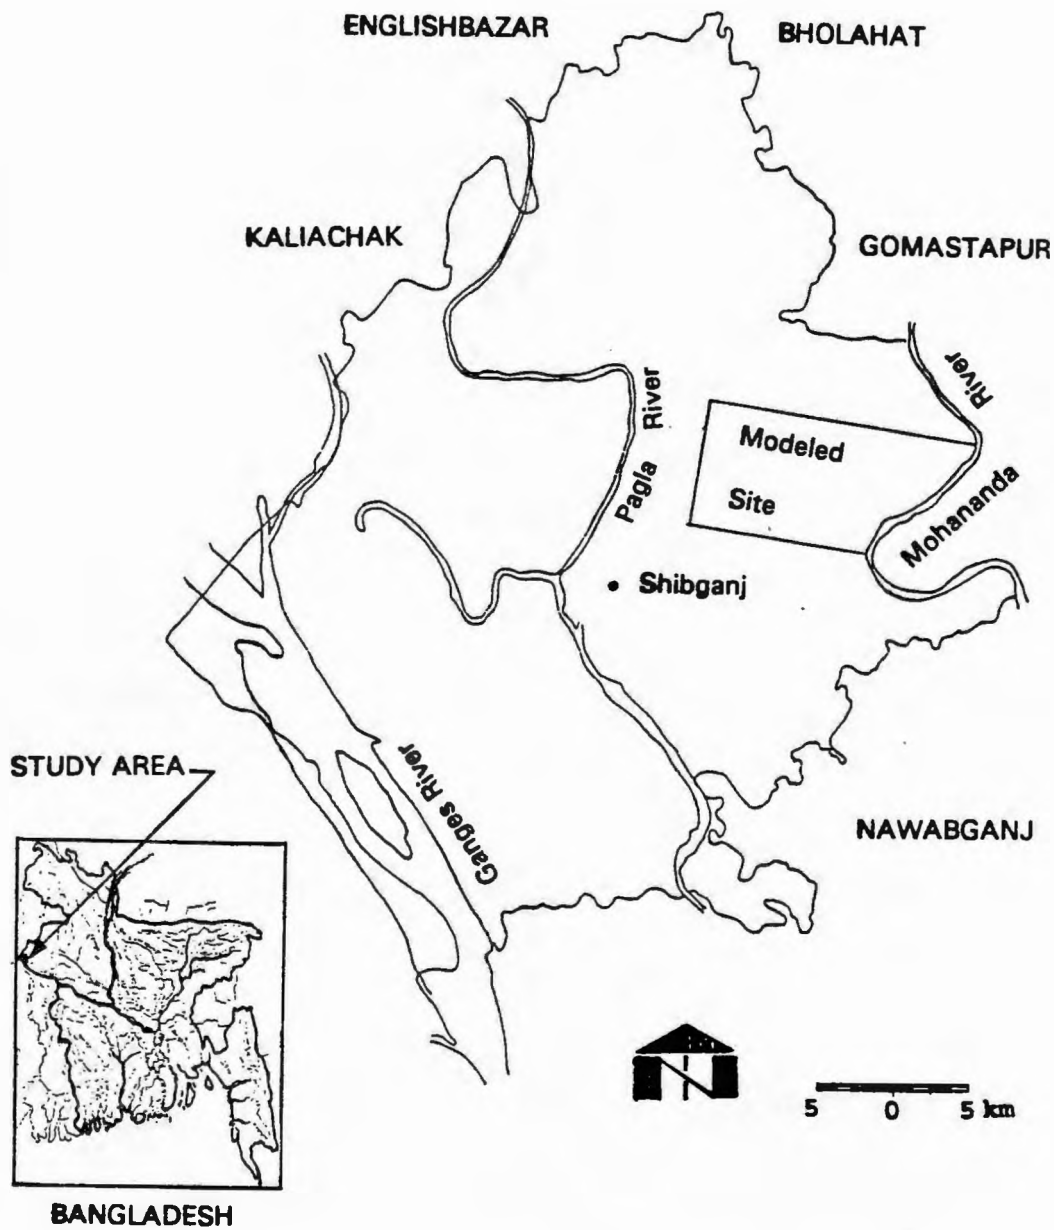 ENGLISHBAZAR
BHOLAHAT
KALIACHAK
GOMASTAPUR
River
Pagla River
Modeled
Site
Mohananda
Shibganj
STUDY AREA
Ganges River
NAWABGANJ
5 0 5 km
BANGLADESH